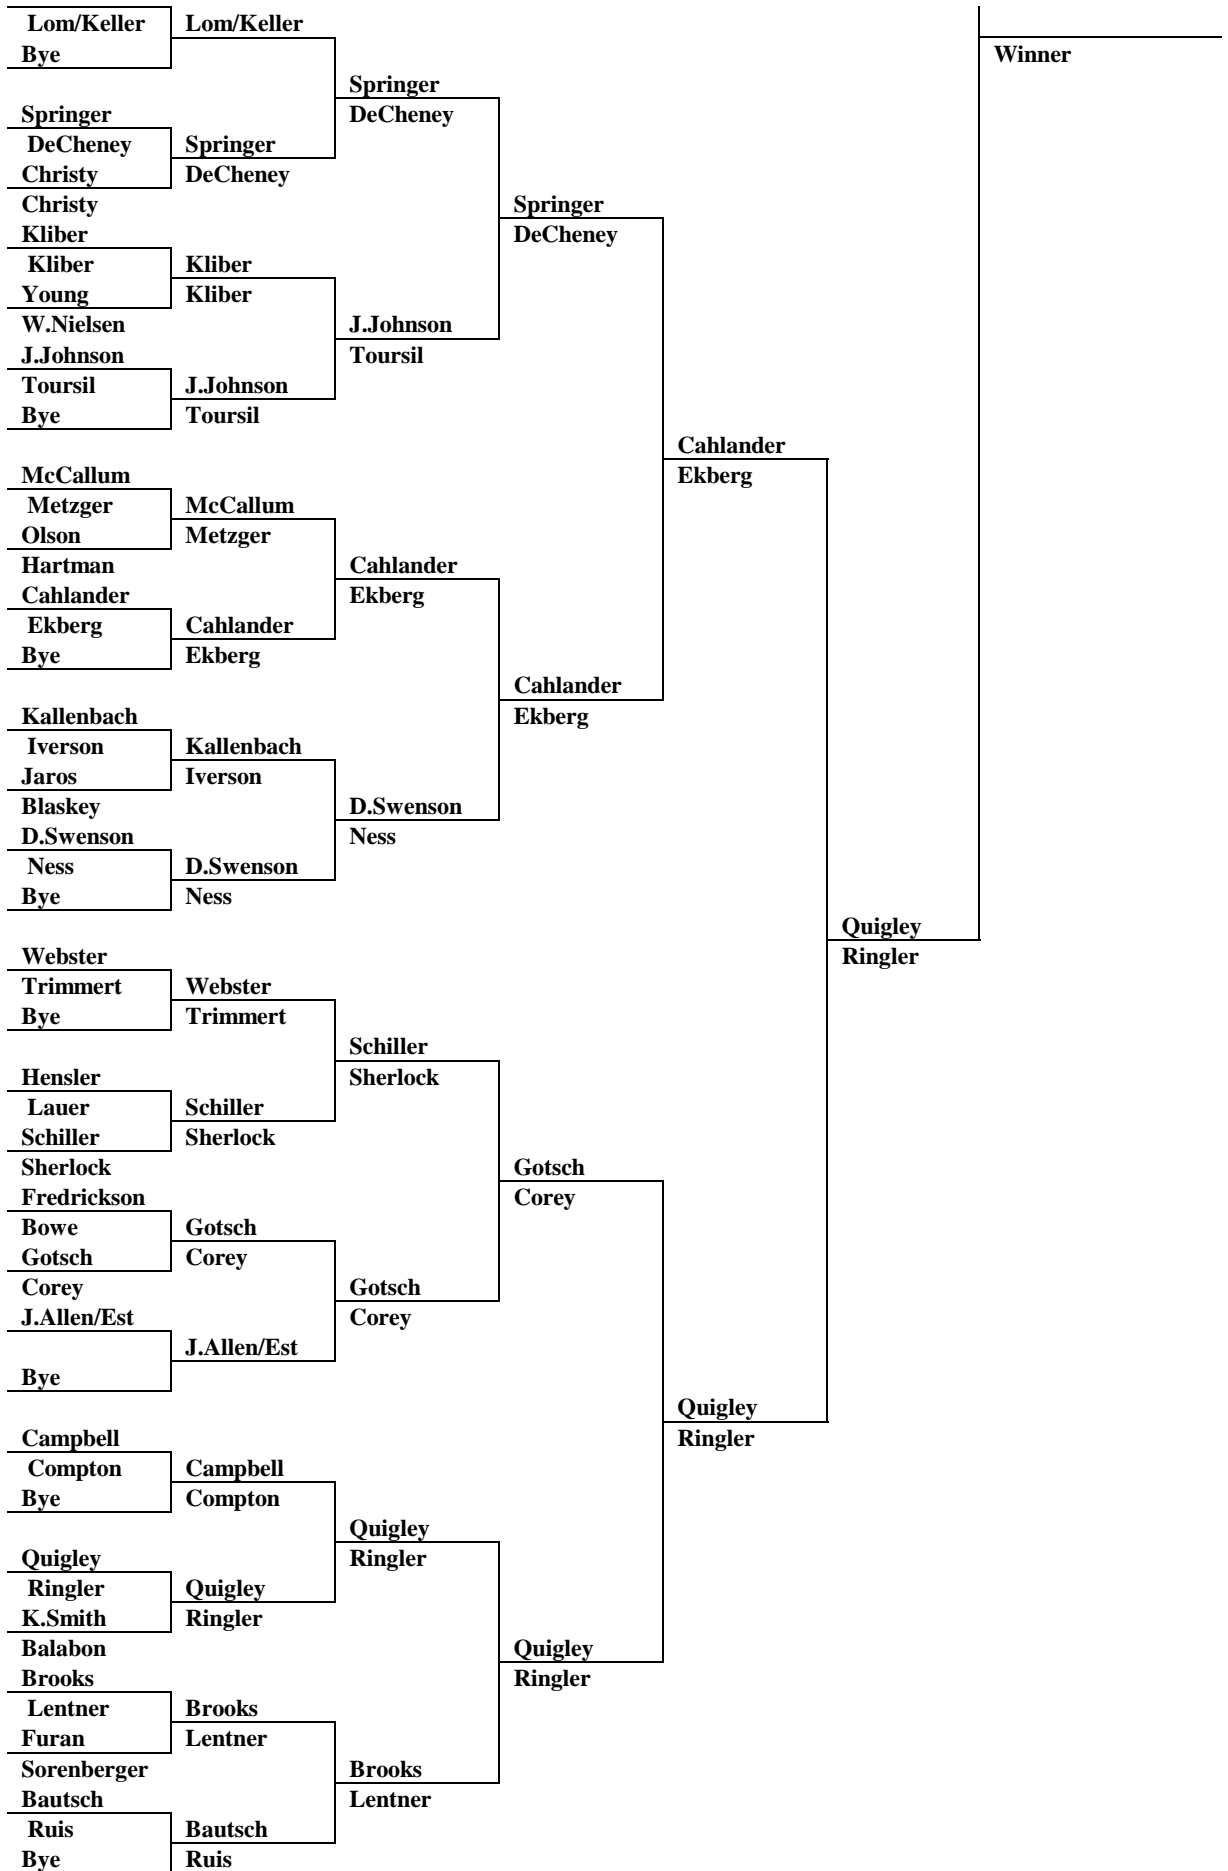 Lom/Keller
Bye
Springer
DeCheney
Christy
Christy
Kliber
Kliber
Young
W.Nielsen
J.Johnson
Toursil
Bye
McCallum
Metzger
Olson
Hartman
Cahlander
Ekberg
Bye
Kallenbach
Iverson
Jaros
Blaskey
D.Swenson
Ness
Bye
Webster
Trimmert
Bye
Hensler
Lauer
Schiller
Sherlock
Fredrickson
Bowe
Gotsch
Corey
J.Allen/Est
Bye
Campbell
Compton
Bye
Quigley
Ringler
K.Smith
Balabon
Brooks
Lentner
Furan
Sorenberger
Bautsch
Ruis
Bye
Lom/Keller
Springer
DeCheney
Kliber
Kliber
J.Johnson
Toursil
McCallum
Metzger
Cahlander
Ekberg
Kallenbach
Iverson
D.Swenson
Ness
Webster
Trimmert
Schiller
Sherlock
Gotsch
Corey
J.Allen/Est
Campbell
Compton
Quigley
Ringler
Brooks
Lentner
Bautsch
Ruis
Springer
DeCheney
J.Johnson
Toursil
Cahlander
Ekberg
D.Swenson
Ness
Schiller
Sherlock
Gotsch
Corey
Quigley
Ringler
Brooks
Lentner
Springer
DeCheney
Cahlander
Ekberg
Gotsch
Corey
Quigley
Ringler
Cahlander
Ekberg
Quigley
Ringler
Quigley
Ringler
Winner